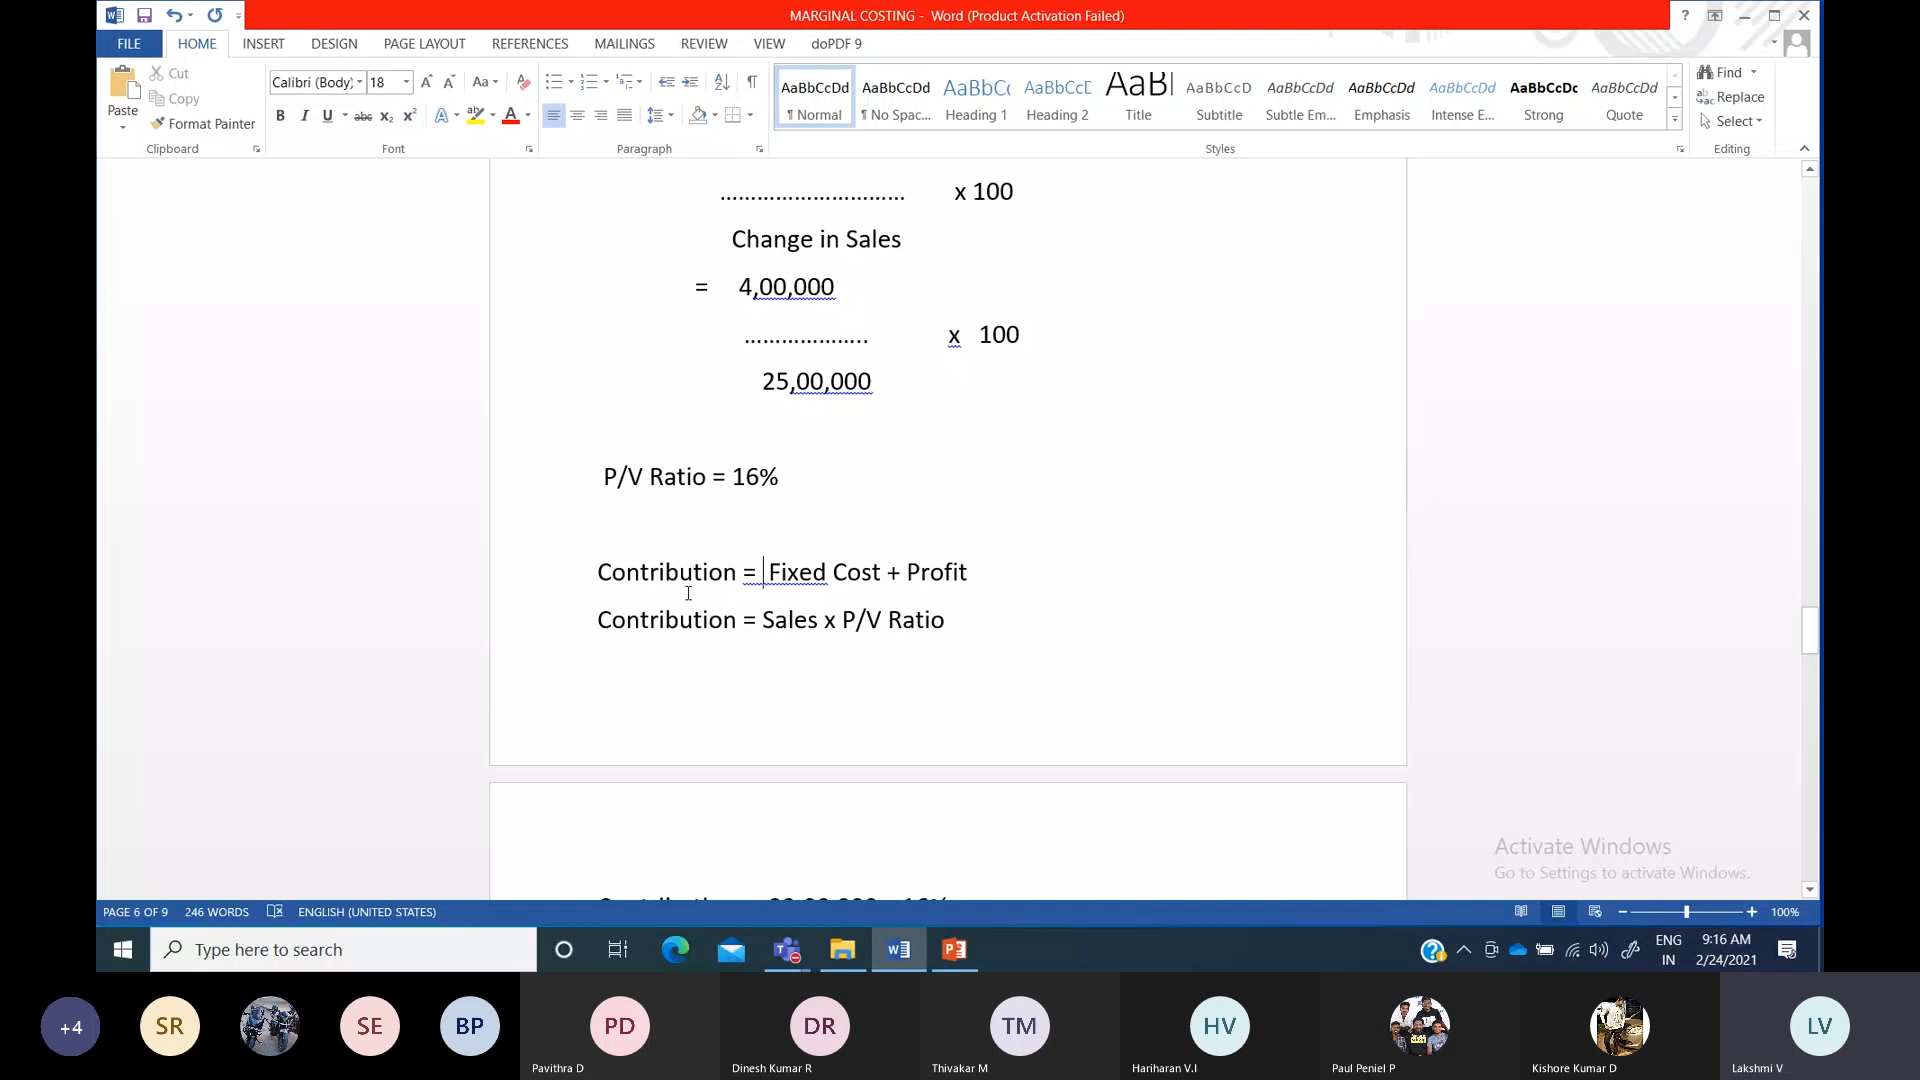 MARGINAL COSTING - Word (Product Activation Failed)
FILE HOME INSERT DESIGN PAGE LAYOUT REFERENCES MAILINGS REVIEW VIEW doPDF 9
Paste
Cut
Copy
Format Painter
Clipboard
Calibri (Body) 18
Font
Paragraph
AaBbCcDd AaBbCcDd AaBbC AaBbCcD AaB AaBbCcD AaBbCcDd AaBbCcDd AaBbCcDd AaBbCcDc AaBbCcDd
¶ Normal ¶ No Spac... Heading 1 Heading 2 Title Subtitle Subtle Em... Emphasis Intense E... Strong Quote
Styles
Find
Replace
Select
Editing
………………………… x 100
Change in Sales
= 4,00,000
……………….. x 100
25,00,000
P/V Ratio = 16%
Contribution = Fixed Cost + Profit
Contribution = Sales x P/V Ratio
Activate Windows
Go to Settings to activate Windows.
PAGE 6 OF 9 246 WORDS ENGLISH (UNITED STATES) 100%
Type here to search
ENG IN
9:16 AM
2/24/2021
+4 SR SE BP PD DR TM HV LV
Pavithra D Dinesh Kumar R Thivakar M Hariharan V.I Paul Peniel P Kishore Kumar D Lakshmi V